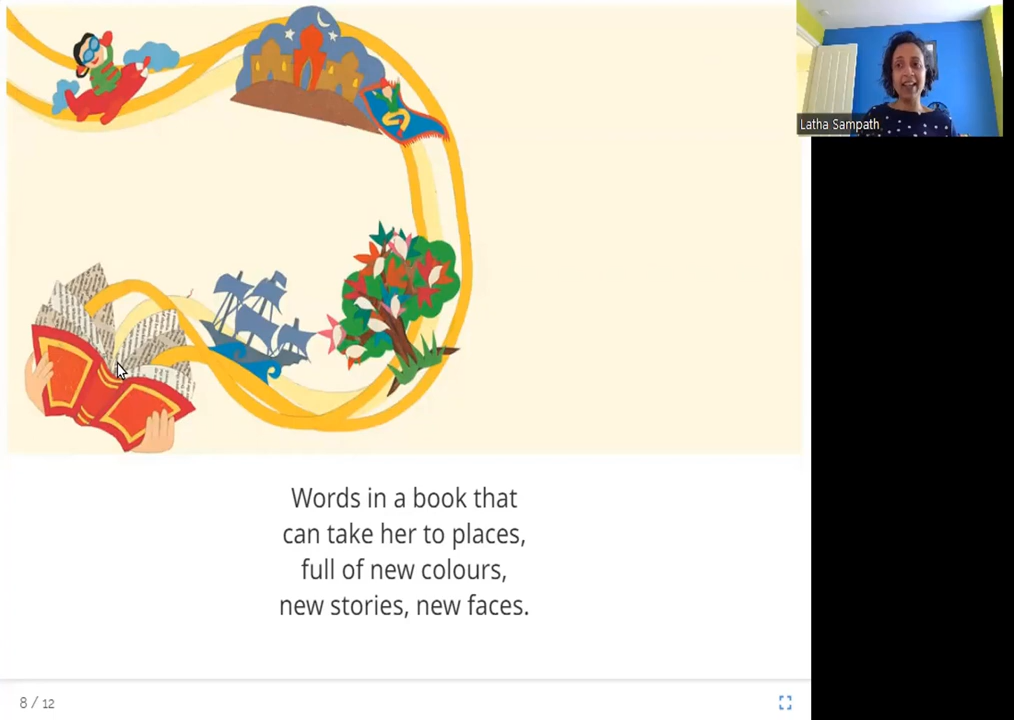 Latha Sampath
Words in a book that
can take her to places,
full of new colours,
new stories, new faces.
8 / 12